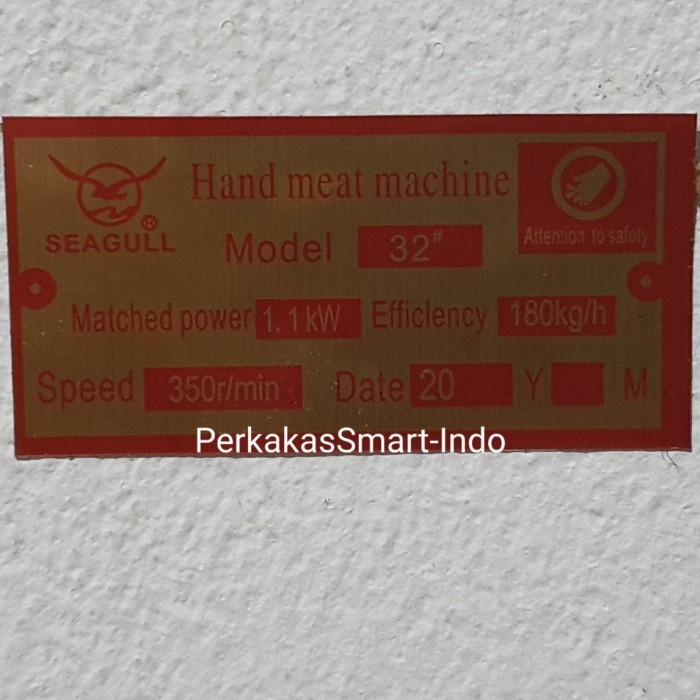 Hand meat machine
SEAGULL ®
Model 32#
Attention to safety
Matched power 1.1kW Efficlency 180kg/h
Speed 350r/min Date 20 Y M
PerkakasSmart-Indo